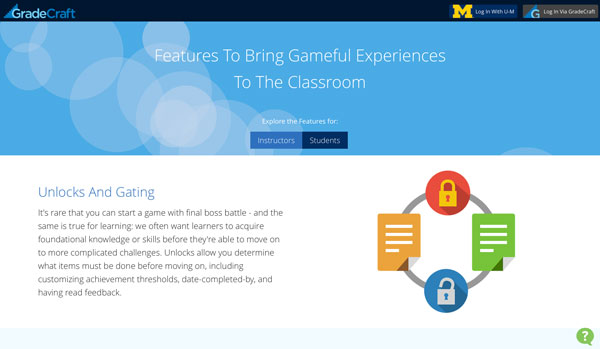 GradeCraft
M Log In With U-M
Log In Via GradeCraft
Features To Bring Gameful Experiences
To The Classroom
Explore the Features for:
Instructors Students
Unlocks And Gating
It's rare that you can start a game with final boss battle - and the
same is true for learning: we often want learners to acquire
foundational knowledge or skills before they're able to move on
to more complicated challenges. Unlocks allow you determine
what items must be done before moving on, including
customizing achievement thresholds, date-completed-by, and
having read feedback.
?